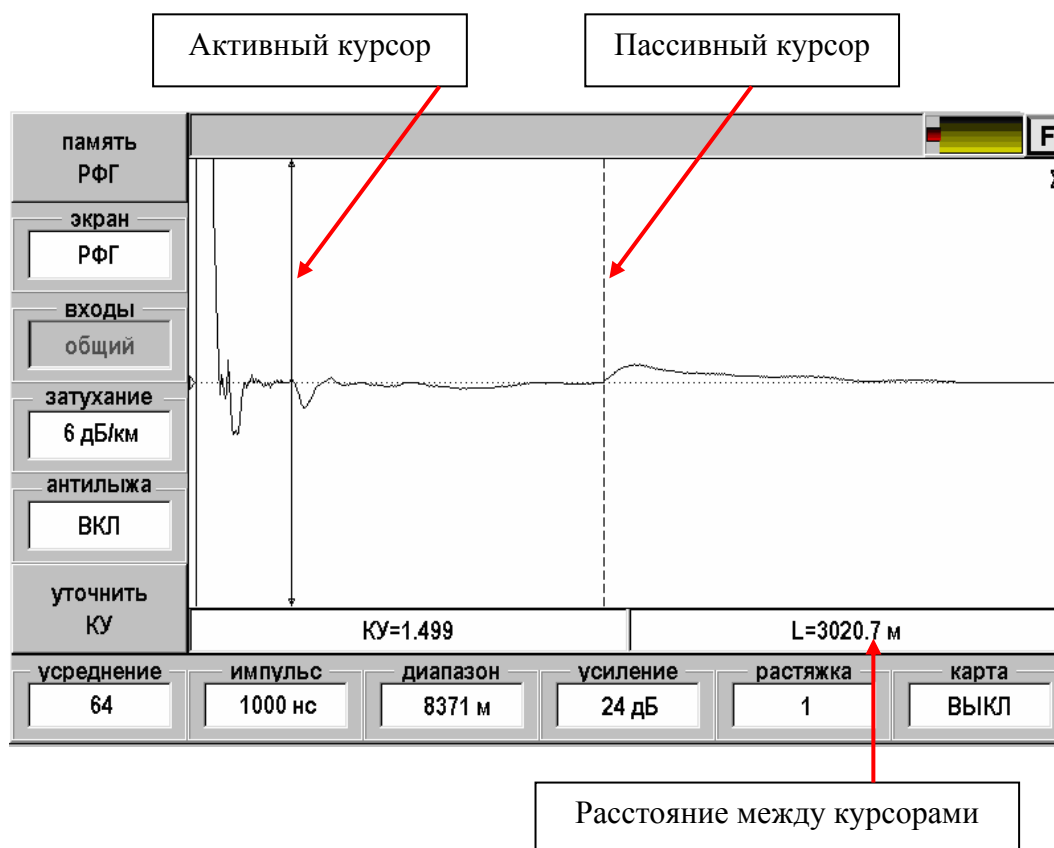 Активный курсор
Пассивный курсор
память
РФГ
F
экран
РФГ
входы
общий
затухание
6 дБ/км
антилыжа
ВКЛ
уточнить
КУ
КУ=1.499
L=3020.7 м
усреднение
64
импульс
1000 нс
диапазон
8371 м
усиление
24 дБ
растяжка
1
карта
ВЫКЛ
Расстояние между курсорами